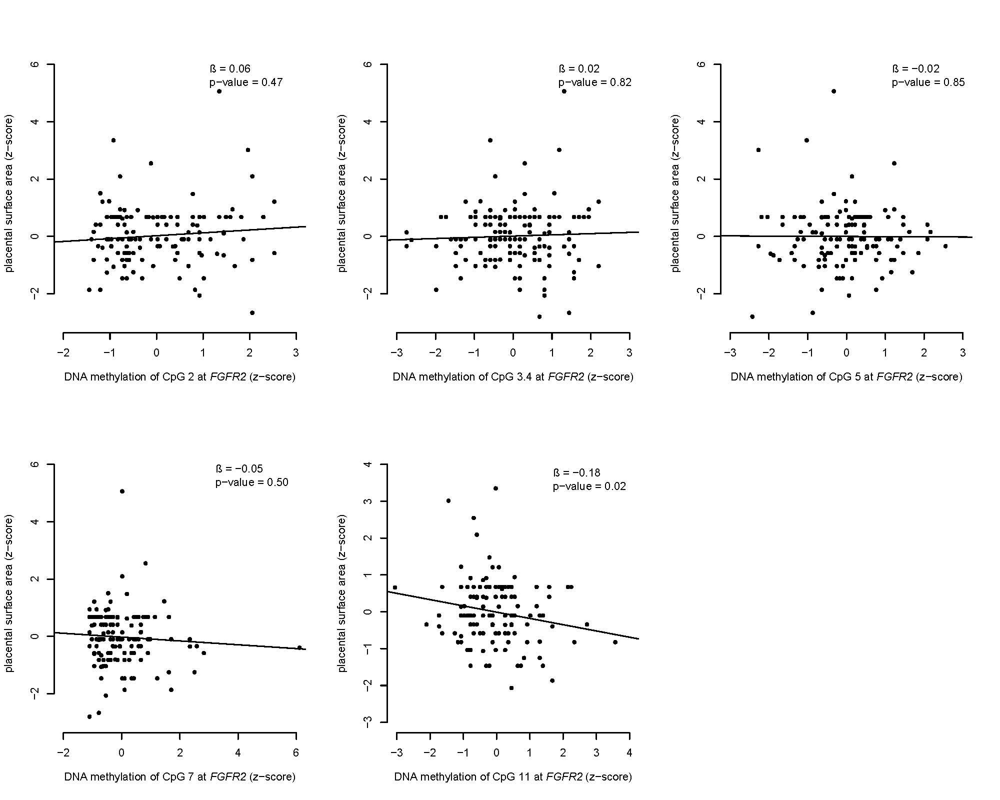 ß = 0.06
p−value = 0.47
placental surface area (z−score)
6
4
2
0
−2
−2 −1 0 1 2 3
DNA methylation of CpG 2 at FGFR2 (z−score)
ß = 0.02
p−value = 0.82
placental surface area (z−score)
6
4
2
0
−2
−3 −2 −1 0 1 2 3
DNA methylation of CpG 3.4 at FGFR2 (z−score)
ß = −0.02
p−value = 0.85
placental surface area (z−score)
6
4
2
0
−2
−3 −2 −1 0 1 2 3
DNA methylation of CpG 5 at FGFR2 (z−score)
ß = −0.05
p−value = 0.50
placental surface area (z−score)
6
4
2
0
−2
−2 0 2 4 6
DNA methylation of CpG 7 at FGFR2 (z−score)
ß = −0.18
p−value = 0.02
placental surface area (z−score)
4
3
2
1
0
−1
−2
−3
−3 −2 −1 0 1 2 3 4
DNA methylation of CpG 11 at FGFR2 (z−score)